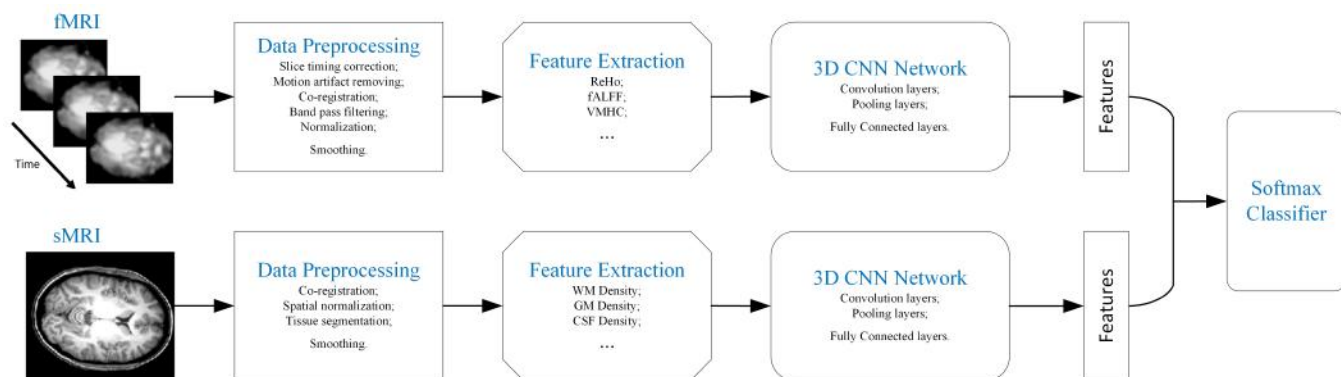 fMRI
Time
Data Preprocessing
Slice timing correction;
Motion artifact removing;
Co-registration;
Band pass filtering;
Normalization;
Smoothing.
Feature Extraction
ReHo;
fALFF;
VMHC;
...
3D CNN Network
Convolution layers;
Pooling layers;
Fully Connected layers.
Features
sMRI
Data Preprocessing
Co-registration;
Spatial normalization;
Tissue segmentation;
Smoothing.
Feature Extraction
WM Density;
GM Density;
CSF Density;
...
3D CNN Network
Convolution layers;
Pooling layers;
Fully Connected layers.
Features
Softmax
Classifier